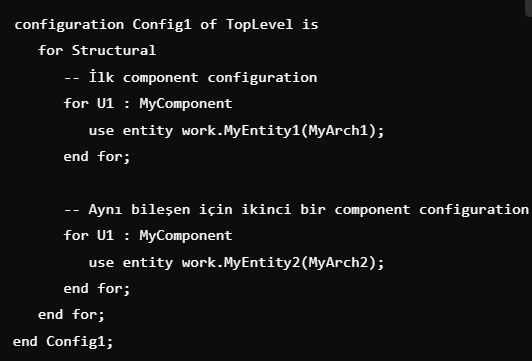 configuration Config1 of TopLevel is
for Structural
-- İlk component configuration
for U1 : MyComponent
use entity work.MyEntity1(MyArch1);
end for;
-- Aynı bileşen için ikinci bir component configuration
for U1 : MyComponent
use entity work.MyEntity2(MyArch2);
end for;
end for;
end Config1;